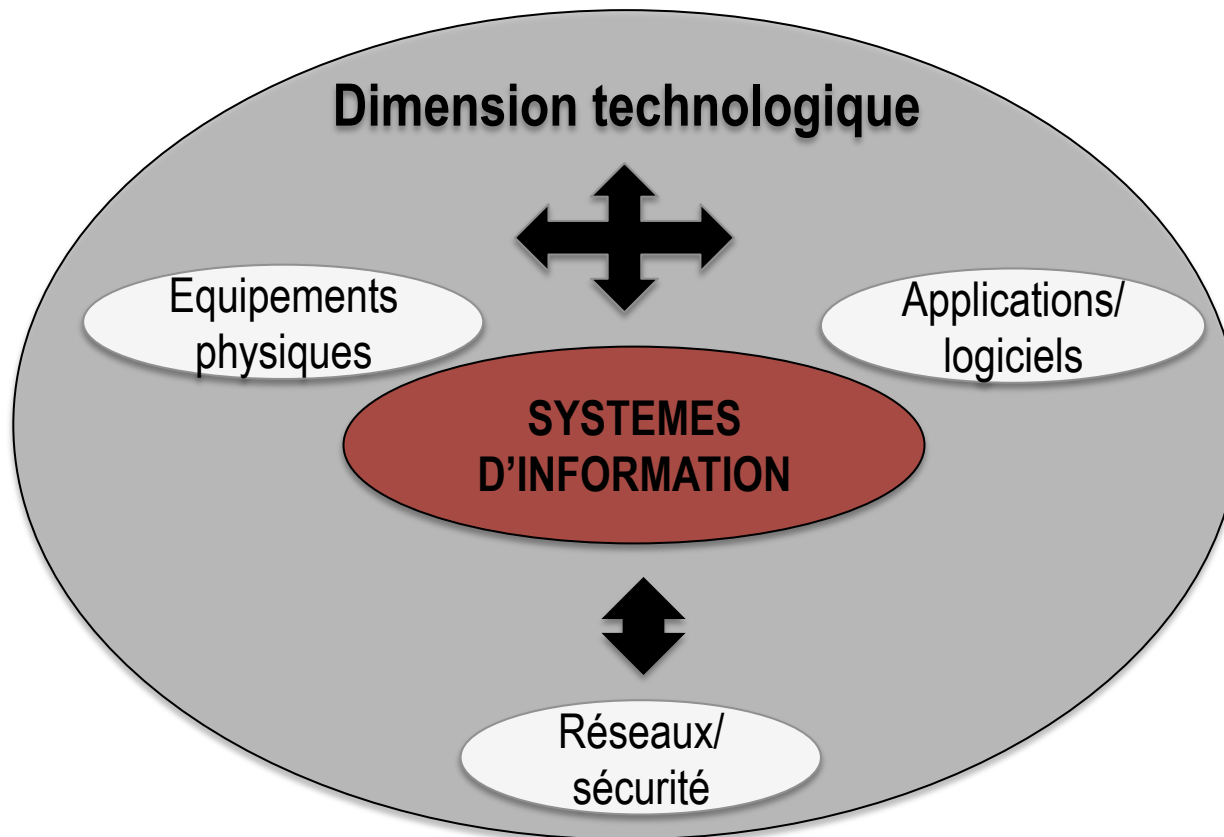 Dimension technologique
Equipements
physiques
Applications/
logiciels
SYSTEMES
D’INFORMATION
Réseaux/
sécurité